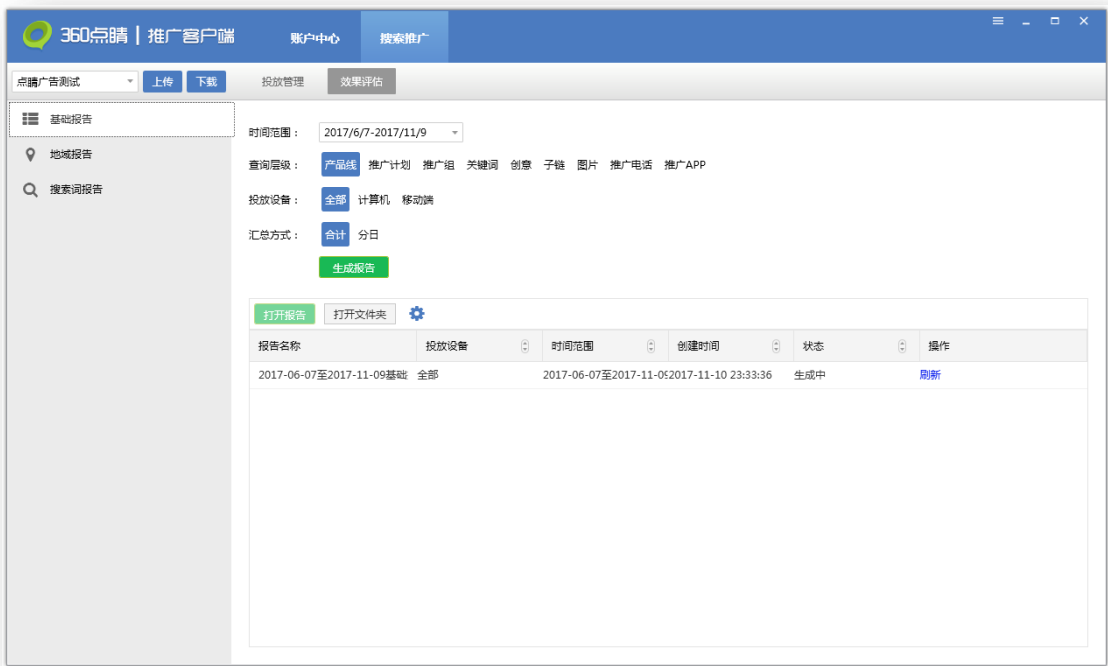 360点睛 | 推广客户端 账户中心 搜索推广
点睛广告测试 上传 下载 投放管理 效果评估
基础报告
地域报告
搜索词报告
时间范围： 2017/6/7-2017/11/9
查询层级： 产品线 推广计划 推广组 关键词 创意 子链 图片 推广电话 推广APP
投放设备： 全部 计算机 移动端
汇总方式： 合计 分日
生成报告
打开报告 打开文件夹
报告名称 投放设备 时间范围 创建时间 状态 操作
2017-06-07至2017-11-09基础 全部 2017-06-07至2017-11-09 2017-11-10 23:33:36 生成中 刷新